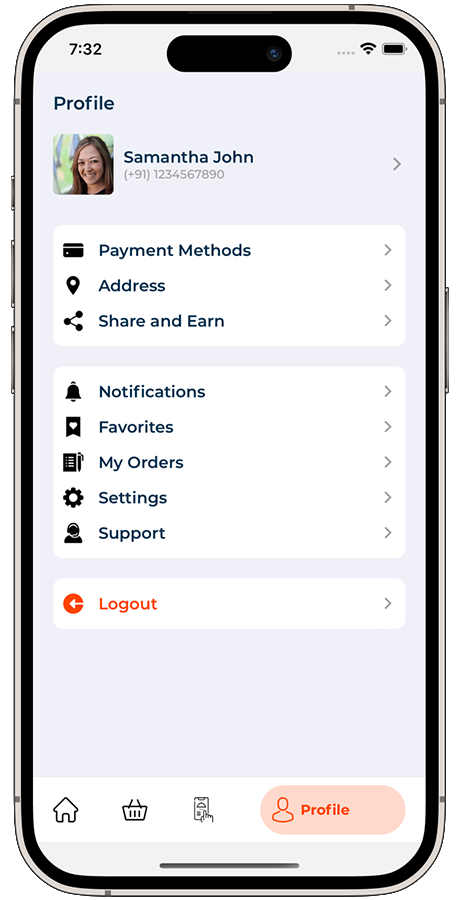 7:32
Profile
Samantha John
(+91) 1234567890
Payment Methods
Address
Share and Earn
Notifications
Favorites
My Orders
Settings
Support
Logout
Profile